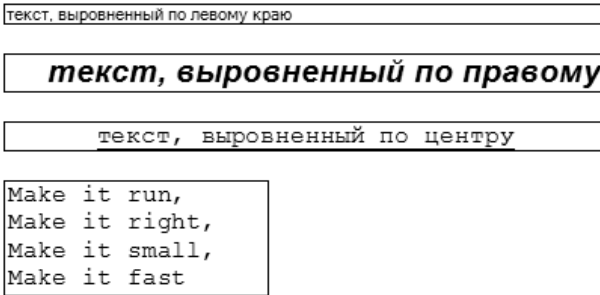 текст, выровненный по левому краю
текст, выровненный по правому
текст, выровненный по центру
Make it run,
Make it right,
Make it small,
Make it fast